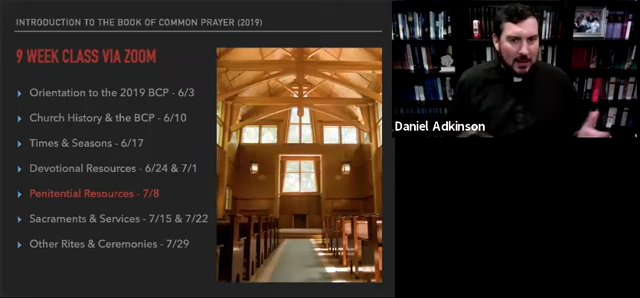 INTRODUCTION TO THE BOOK OF COMMON PRAYER (2019)
9 WEEK CLASS VIA ZOOM
Orientation to the 2019 BCP - 6/3
Church History & the BCP - 6/10
Times & Seasons - 6/17
Devotional Resources - 6/24 & 7/1
Penitential Resources - 7/8
Sacraments & Services - 7/15 & 7/22
Other Rites & Ceremonies - 7/29
Daniel Adkinson